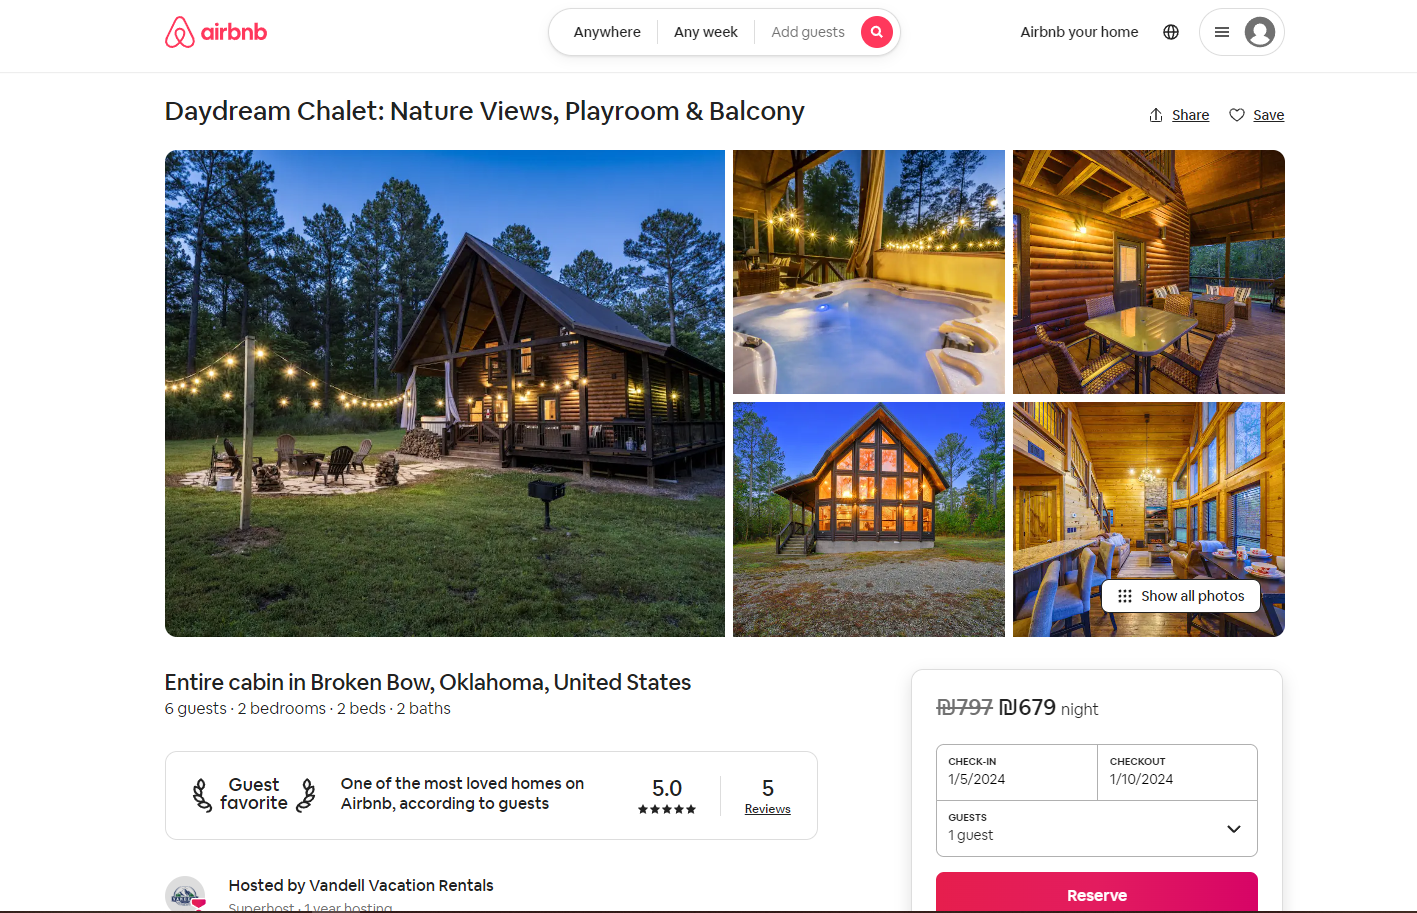 airbnb
Anywhere
Any week
Add guests
Airbnb your home
Daydream Chalet: Nature Views, Playroom & Balcony
Share
Save
Show all photos
Entire cabin in Broken Bow, Oklahoma, United States
6 guests · 2 bedrooms · 2 beds · 2 baths
Guest
favorite
One of the most loved homes on
Airbnb, according to guests
5.0
5
Reviews
Hosted by Vandell Vacation Rentals
Superhost · 1 year hosting
₪797 ₪679 night
CHECK-IN
1/5/2024
CHECKOUT
1/10/2024
GUESTS
1 guest
Reserve